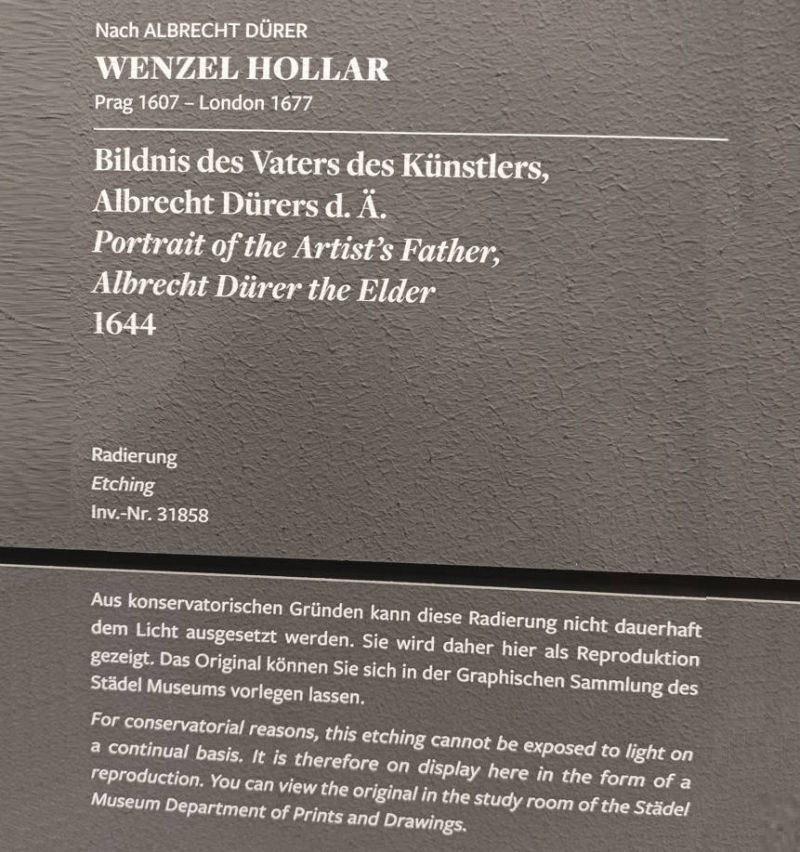 Nach ALBRECHT DÜRER
WENZEL HOLLAR
Prag 1607 – London 1677
Bildnis des Vaters des Künstlers,
Albrecht Dürers d. Ä.
Portrait of the Artist's Father,
Albrecht Dürer the Elder
1644
Radierung
Etching
Inv.-Nr. 31858
Aus konservatorischen Gründen kann diese Radierung nicht dauerhaft
dem Licht ausgesetzt werden. Sie wird daher hier als Reproduktion
gezeigt. Das Original können Sie sich in der Graphischen Sammlung des
Städel Museums vorlegen lassen.
For conservatorial reasons, this etching cannot be exposed to light on
a continual basis. It is therefore on display here in the form of a
reproduction. You can view the original in the study room of the Städel
Museum Department of Prints and Drawings.